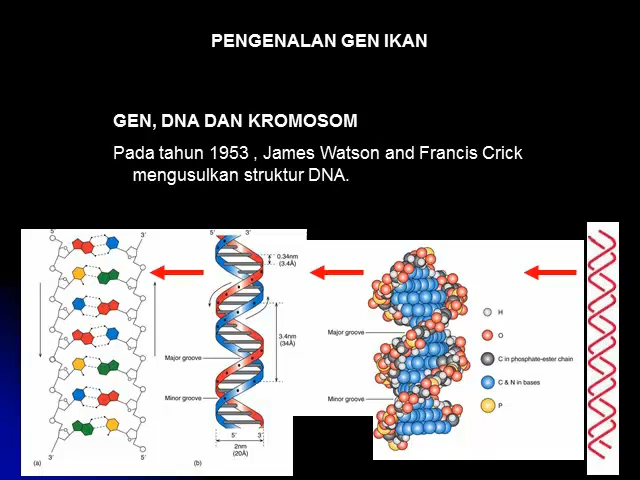 PENGENALAN GEN IKAN
GEN, DNA DAN KROMOSOM
Pada tahun 1953 , James Watson and Francis Crick
mengusulkan struktur DNA.
5' 3'
3' 5'
(a)
5' 3'
0.34nm
(3.4Å)
3.4nm
(34Å)
Major groove
Minor groove
5' 3'
2nm
(20Å)
(b)
Major groove
Minor groove
H
O
C in phosphate-ester chain
C & N in bases
P